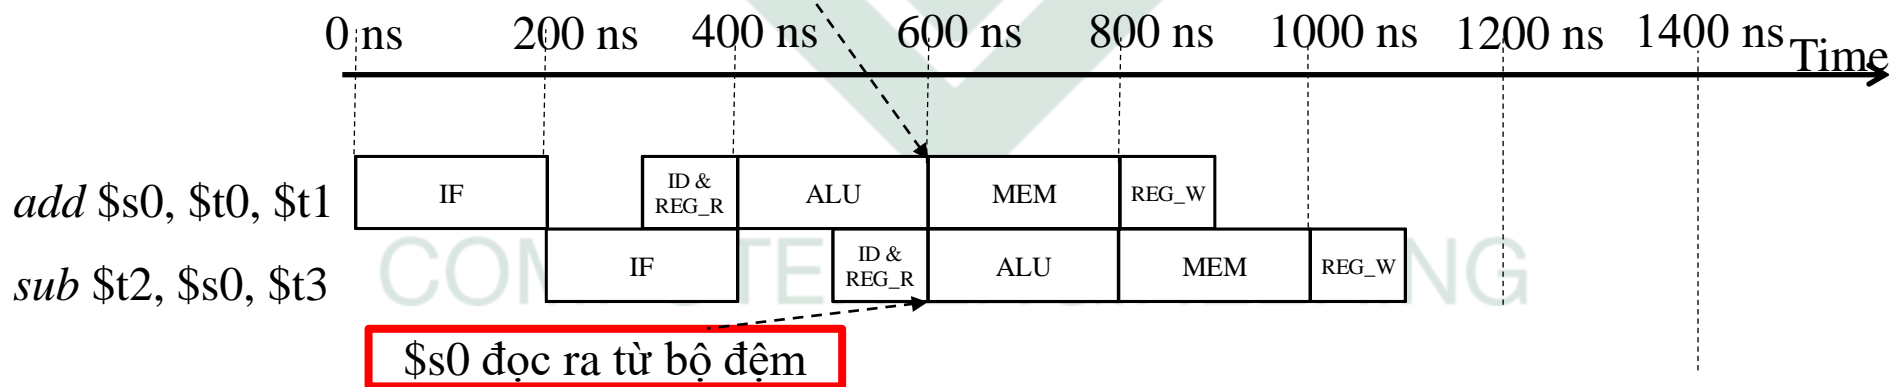 0 ns 200 ns 400 ns 600 ns 800 ns 1000 ns 1200 ns 1400 ns Time
add $s0, $t0, $t1 IF ID & REG_R ALU MEM REG_W
sub $t2, $s0, $t3 IF ID & REG_R ALU MEM REG_W
$s0 đọc ra từ bộ đệm